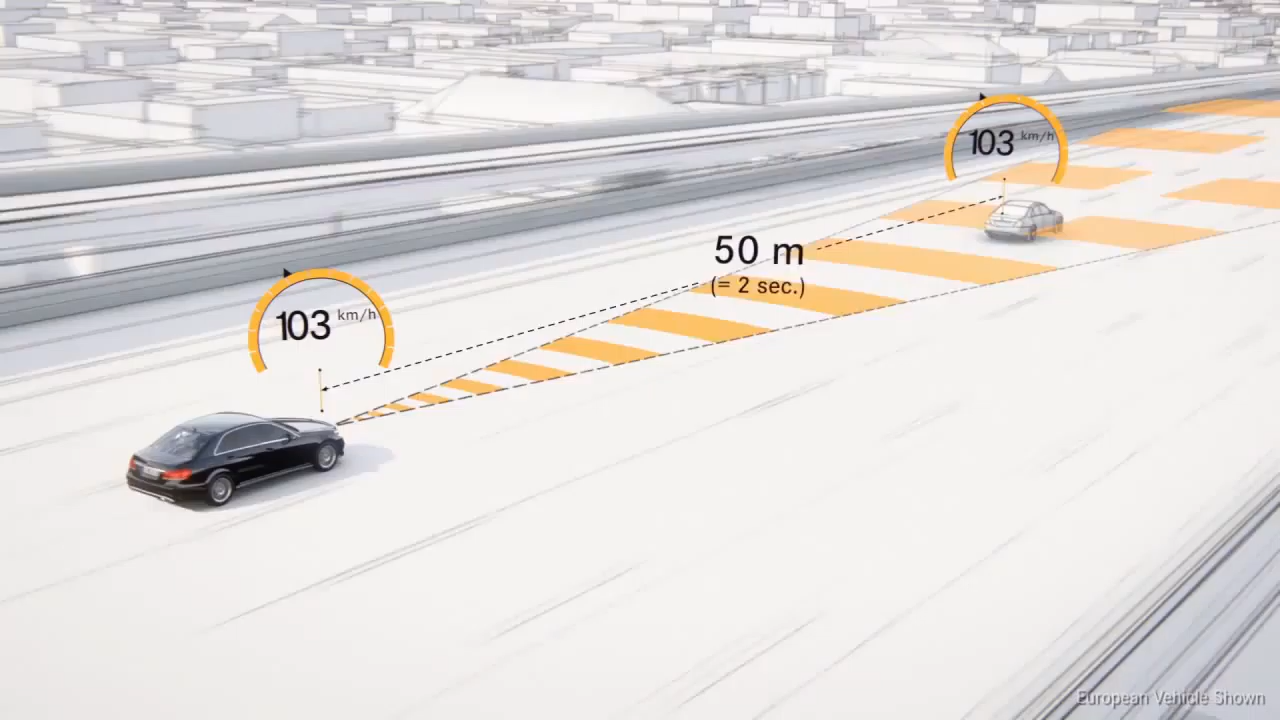 103 km/h
50 m
(= 2 sec.)
103 km/h
European Vehicle Shown